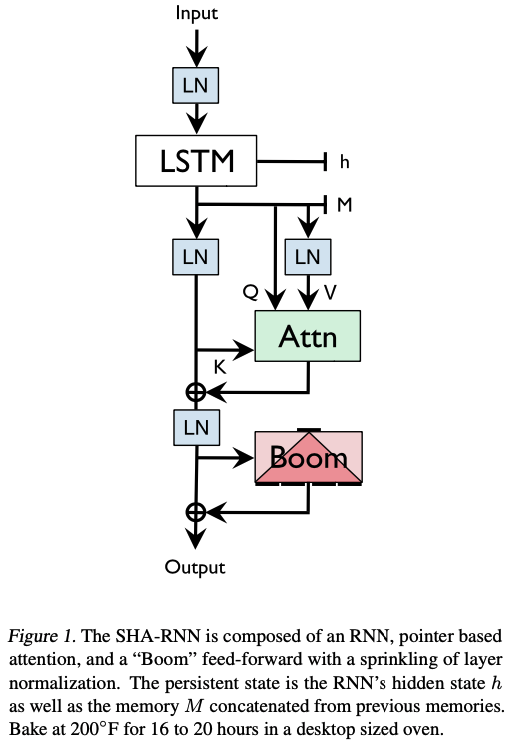 Input
LN
LSTM
h
M
LN
LN
Q
V
Attn
K
LN
Boom
Output
Figure 1. The SHA-RNN is composed of an RNN, pointer based
attention, and a “Boom” feed-forward with a sprinkling of layer
normalization. The persistent state is the RNN’s hidden state h
as well as the memory M concatenated from previous memories.
Bake at 200°F for 16 to 20 hours in a desktop sized oven.